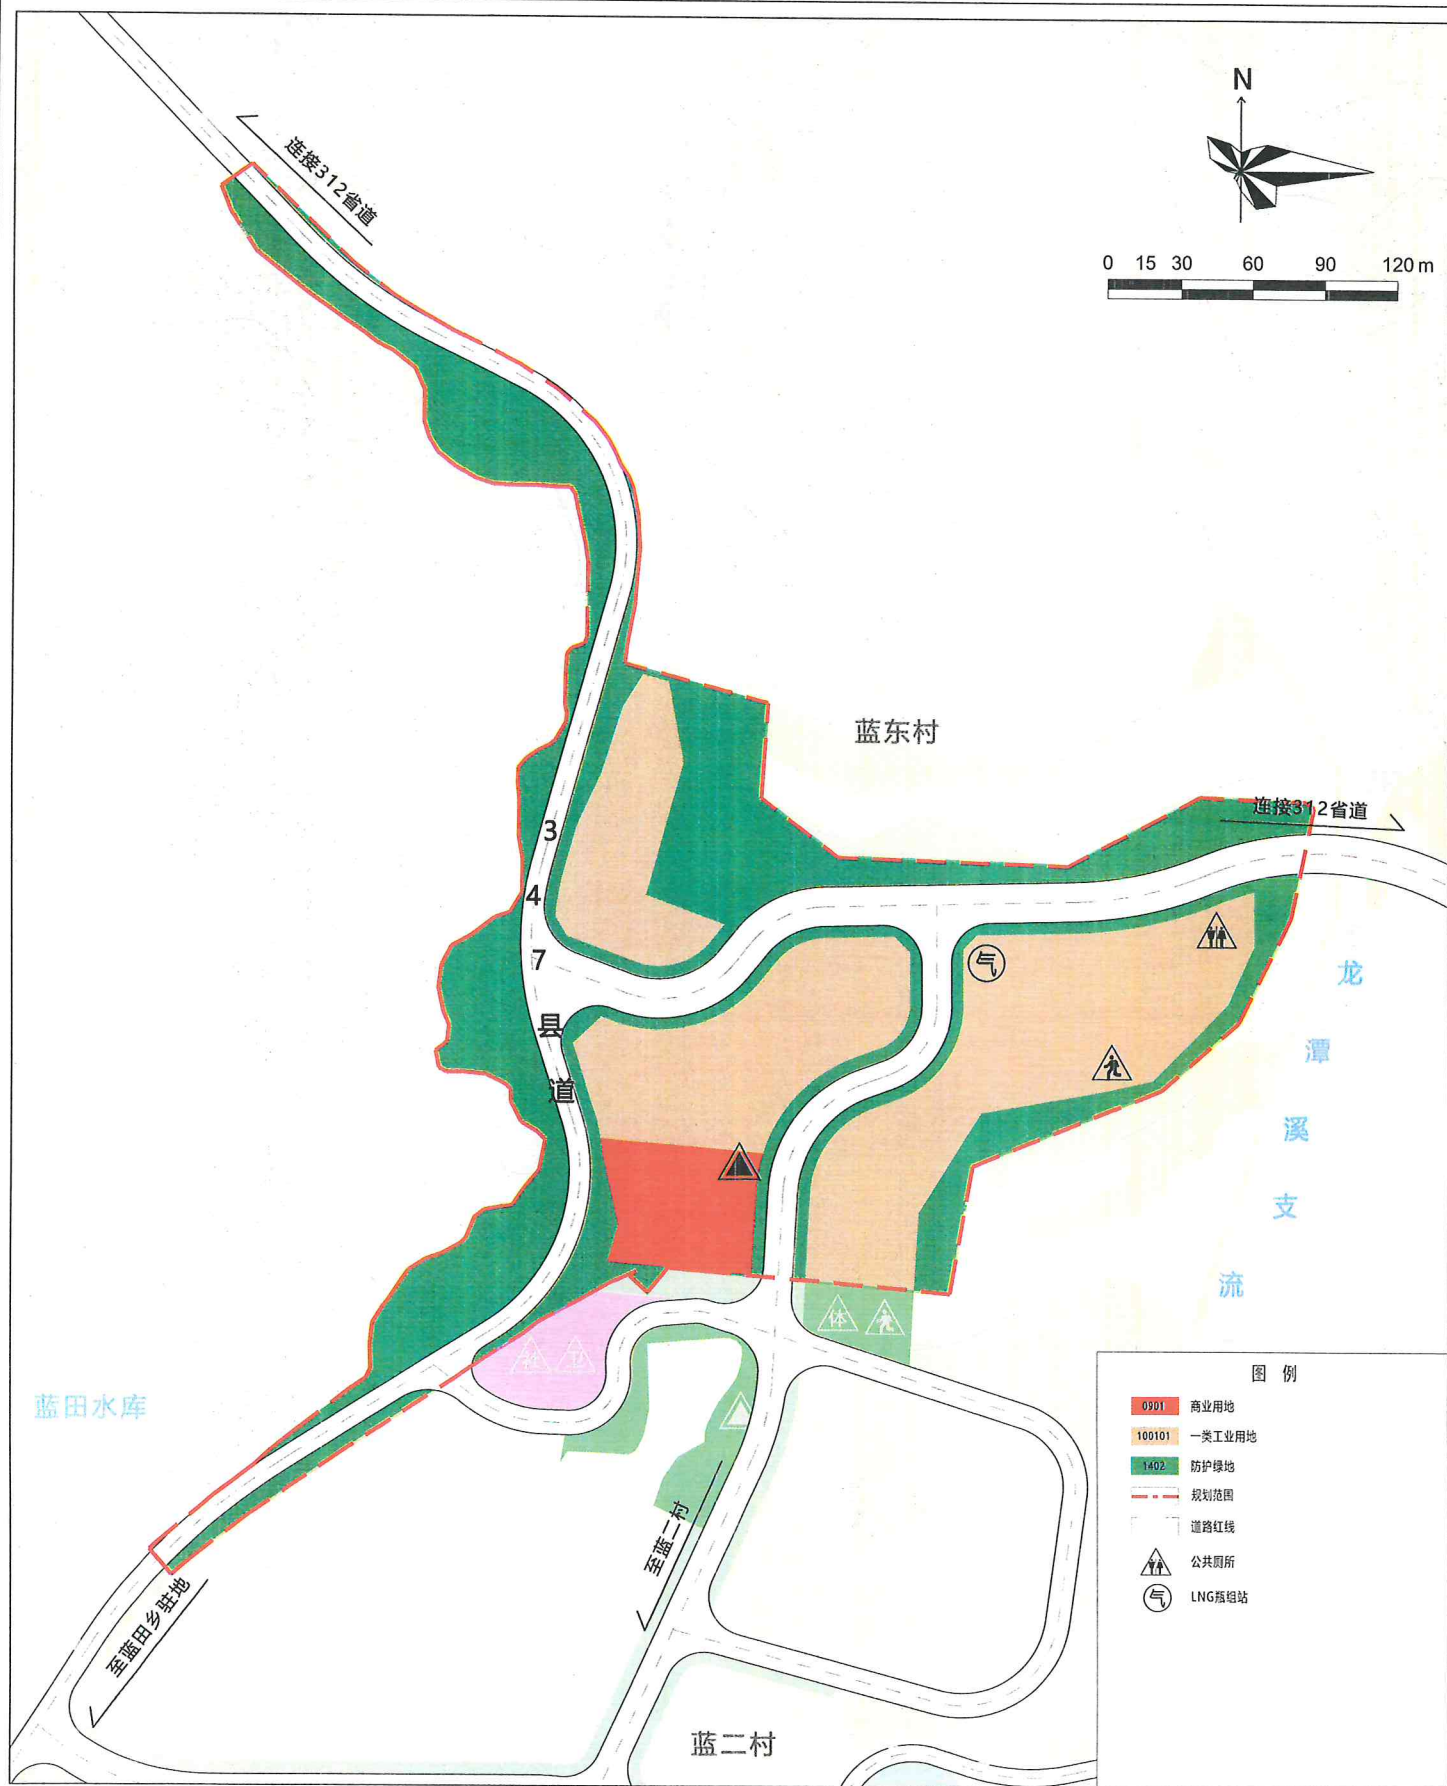 N
连接312省道
0 15 30 60 90 120 m
蓝东村
连接312省道
347县道
气
龙潭溪支流
体
社 卫
蓝田水库
至蓝二村
至蓝田乡驻地
蓝二村
图 例
0901 商业用地
100101 一类工业用地
1402 防护绿地
规划范围
道路红线
公共厕所
气 LNG瓶组站